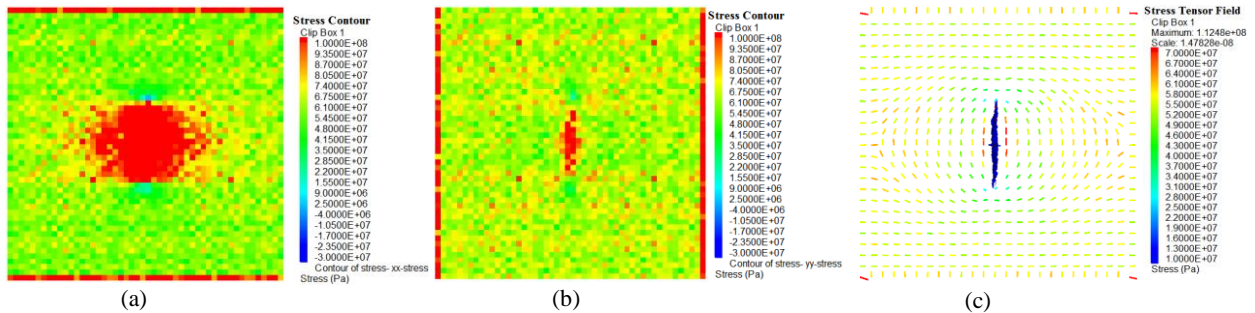 Stress Contour
Clip Box 1
1.0000E+08
9.3500E+07
8.7000E+07
8.0500E+07
7.4000E+07
6.7500E+07
6.1000E+07
5.4500E+07
4.8000E+07
4.1500E+07
3.5000E+07
2.8500E+07
2.2000E+07
1.5500E+07
9.0000E+06
2.5000E+06
-4.0000E+06
-1.0500E+07
-1.7000E+07
-2.3500E+07
-3.0000E+07
Contour of stress- xx-stress
Stress (Pa)
(a)
Stress Contour
Clip Box 1
1.0000E+08
9.3500E+07
8.7000E+07
8.0500E+07
7.4000E+07
6.7500E+07
6.1000E+07
5.4500E+07
4.8000E+07
4.1500E+07
3.5000E+07
2.8500E+07
2.2000E+07
1.5500E+07
9.0000E+06
2.5000E+06
-4.0000E+06
-1.0500E+07
-1.7000E+07
-2.3500E+07
-3.0000E+07
Contour of stress- yy-stress
Stress (Pa)
(b)
Stress Tensor Field
Clip Box 1
Maximum: 1.1248e+08
Scale: 1.47828e-08
7.0000E+07
6.7000E+07
6.4000E+07
6.1000E+07
5.8000E+07
5.5000E+07
5.2000E+07
4.9000E+07
4.6000E+07
4.3000E+07
4.0000E+07
3.7000E+07
3.4000E+07
3.1000E+07
2.8000E+07
2.5000E+07
2.2000E+07
1.9000E+07
1.6000E+07
1.3000E+07
1.0000E+07
Stress (Pa)
(c)